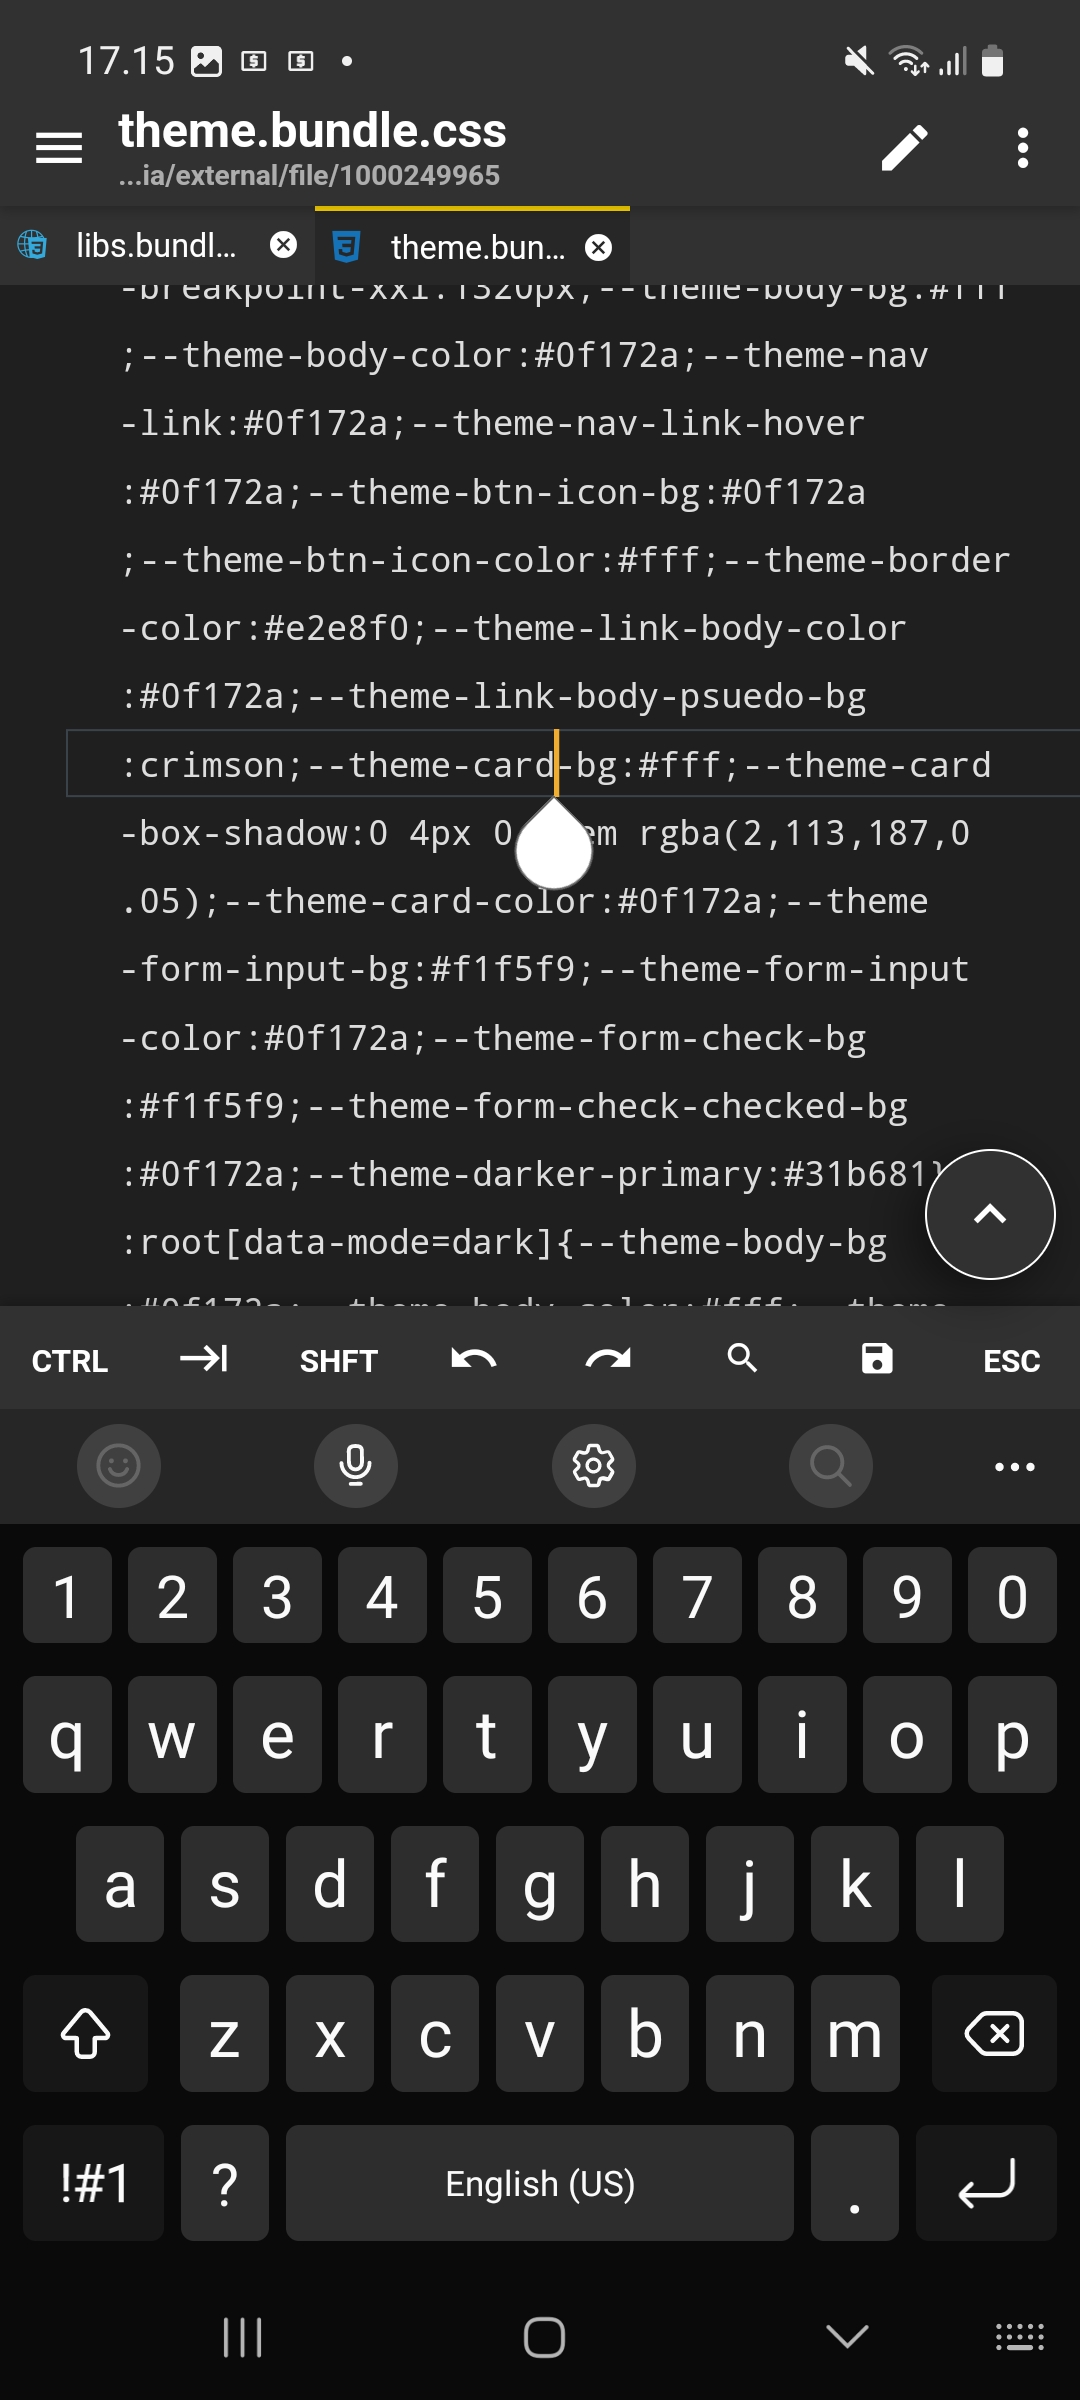 17.15
theme.bundle.css
...ia/external/file/1000249965
libs.bundl...
theme.bun...
-breakpoint-xxl:1320px;--theme-body-bg:#fff
;--theme-body-color:#0f172a;--theme-nav
-link:#0f172a;--theme-nav-link-hover
:#0f172a;--theme-btn-icon-bg:#0f172a
;--theme-btn-icon-color:#fff;--theme-border
-color:#e2e8f0;--theme-link-body-color
:#0f172a;--theme-link-body-psuedo-bg
:crimson;--theme-card-bg:#fff;--theme-card
-box-shadow:0 4px 0 rgba(2,113,187,0
.05);--theme-card-color:#0f172a;--theme
-form-input-bg:#f1f5f9;--theme-form-input
-color:#0f172a;--theme-form-check-bg
:#f1f5f9;--theme-form-check-checked-bg
:#0f172a;--theme-darker-primary:#31b681}
:root[data-mode=dark]{--theme-body-bg
:#0f172a;--theme-body-color:#fff;--theme
CTRL SHFT ESC
1 2 3 4 5 6 7 8 9 0
q w e r t y u i o p
a s d f g h j k l
z x c v b n m
!#1 ? English (US) .